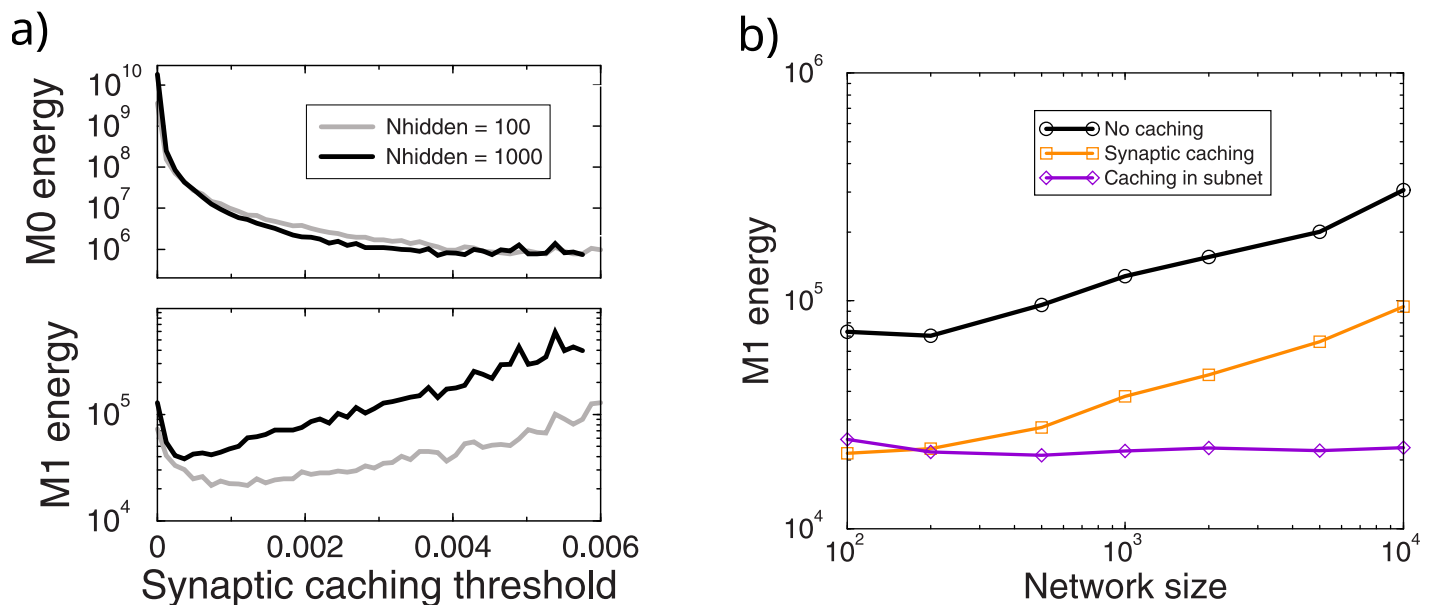 a)
M0 energy
10^10
10^9
10^8
10^7
10^6
Nhidden = 100
Nhidden = 1000
M1 energy
10^5
10^4
0
0.002
0.004
0.006
Synaptic caching threshold
b)
M1 energy
10^6
10^5
10^4
No caching
Synaptic caching
Caching in subnet
10^2
10^3
10^4
Network size